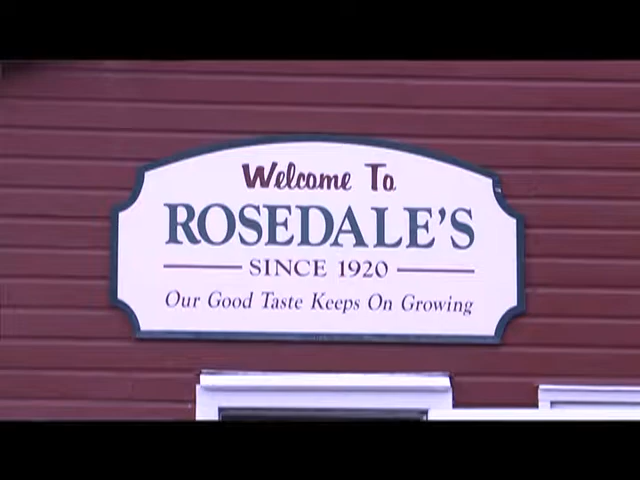 Welcome To
ROSEDALE'S
SINCE 1920
Our Good Taste Keeps On Growing